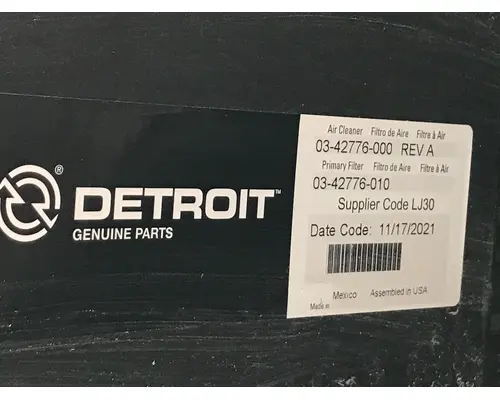 Air Cleaner Filtro de Aire Filtre à Air
03-42776-000 REV A
Primary Filter Filtro de Aire Filtre à Air
03-42776-010
Supplier Code LJ30
Date Code: 11/17/2021
Made in Mexico Assembled in USA
®
DETROIT™
GENUINE PARTS